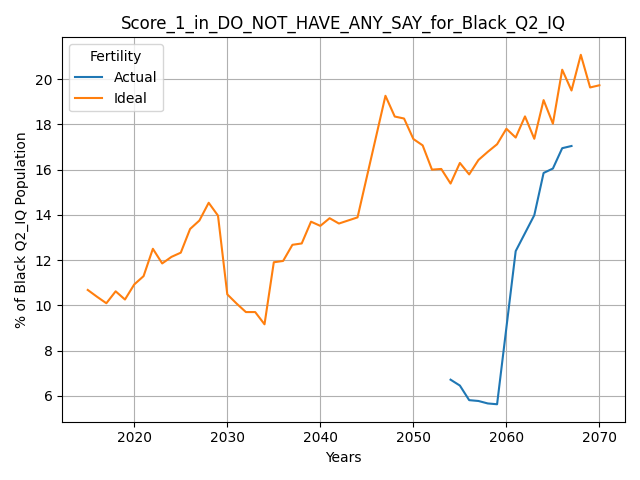 Score_1_in_DO_NOT_HAVE_ANY_SAY_for_Black_Q2_IQ
Fertility
Actual
Ideal
% of Black Q2_IQ Population
20
18
16
14
12
10
8
6
2020 2030 2040 2050 2060 2070
Years